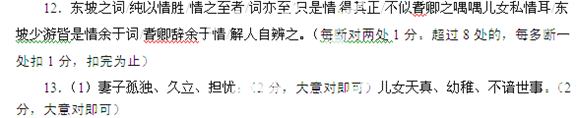 12. 东坡之词/纯以情胜/情之至者/词亦至/只是情/得其正/不似耆卿之喁喁儿女私情耳/东
坡少游皆是情余于词/耆卿辞余于情/解人自辨之。(每断对两处 1 分。超过 8 处的,每多断一
处扣 1 分,扣完为止)
13.(1)妻子孤独、久立、担忧;(2 分,大意对即可)儿女天真、幼稚、不谙世事。(2
分,大意对即可)